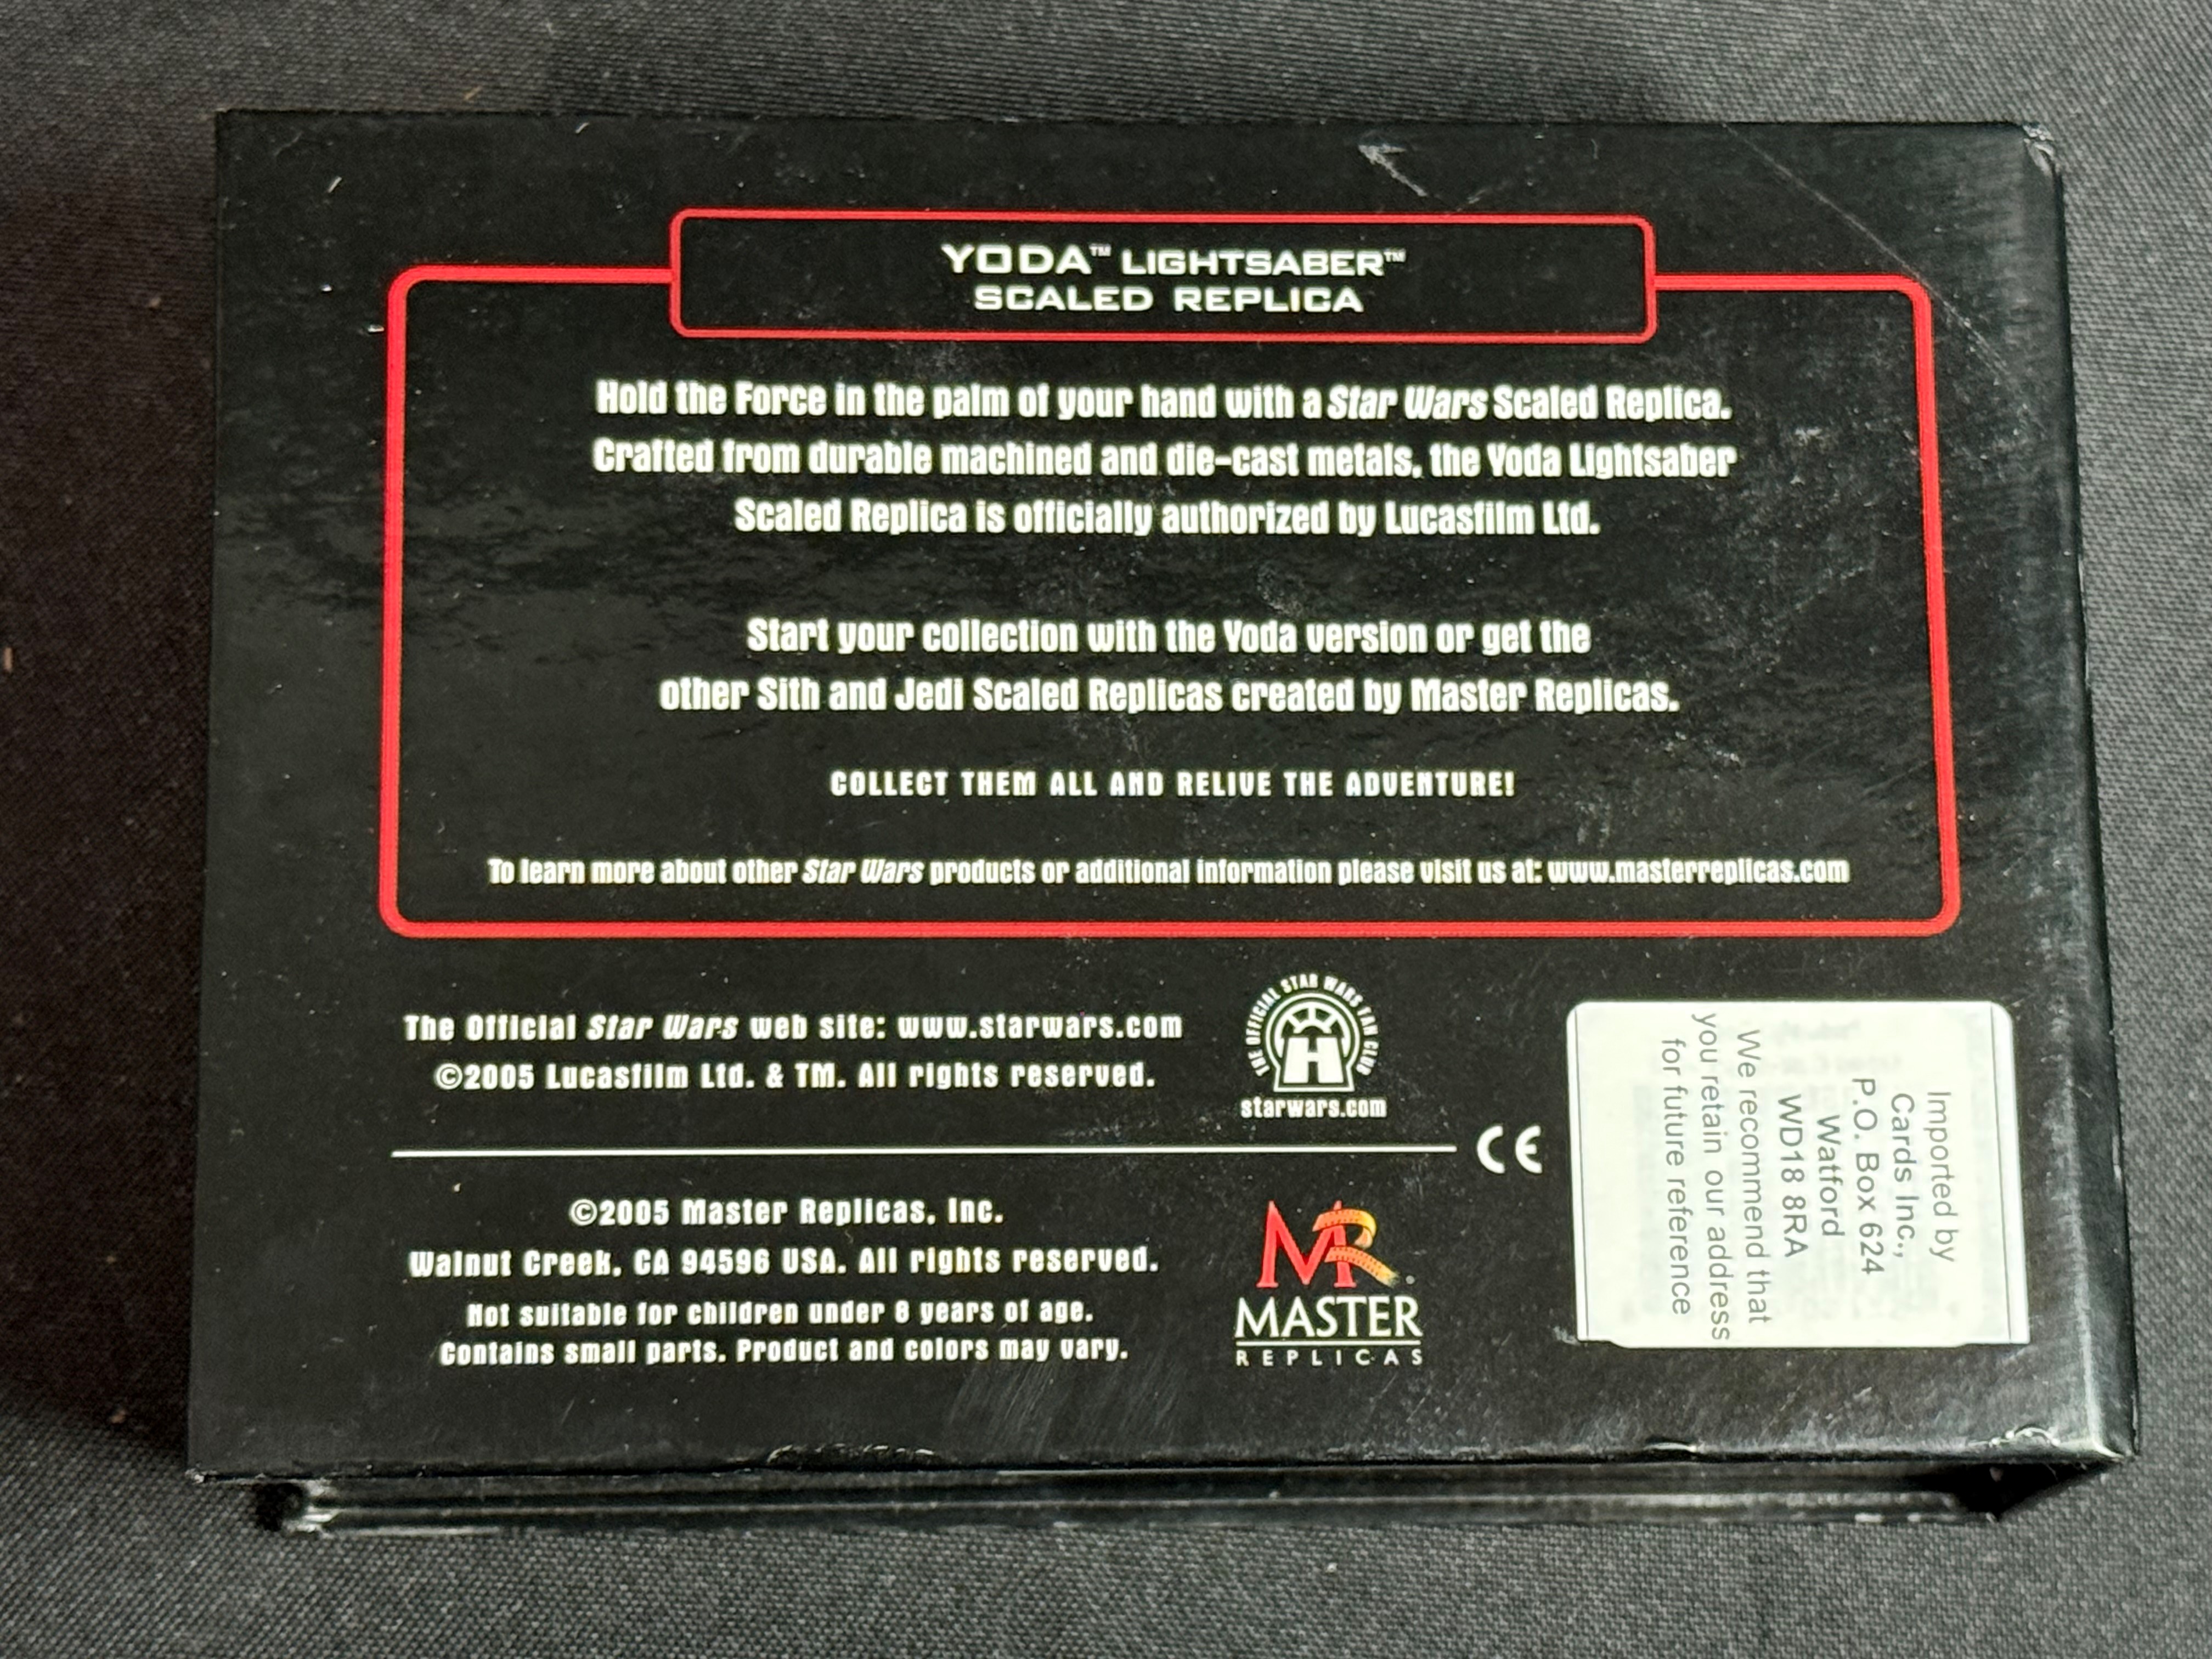 YODA™ LIGHTSABER™
SCALED REPLICA
Hold the Force in the palm of your hand with a Star Wars Scaled Replica.
Crafted from durable machined and die-cast metals, the Yoda Lightsaber
Scaled Replica is officially authorized by Lucasfilm Ltd.
Start your collection with the Yoda version or get the
other Sith and Jedi Scaled Replicas created by Master Replicas.
COLLECT THEM ALL AND RELIVE THE ADVENTURE!
To learn more about other Star Wars products or additional information please visit us at: www.masterreplicas.com
The Official Star Wars web site: www.starwars.com
©2005 Lucasfilm Ltd. & TM. All rights reserved.
THE OFFICIAL STAR WARS FAN CLUB
H
starwars.com
CE
©2005 Master Replicas, Inc.
Walnut Creek, CA 94596 USA. All rights reserved.
Not suitable for children under 8 years of age.
Contains small parts. Product and colors may vary.
MR
MASTER
REPLICAS
Imported by
Cards Inc.,
P.O. Box 624
Watford
WD18 8RA
We recommend that
you retain our address
for future reference